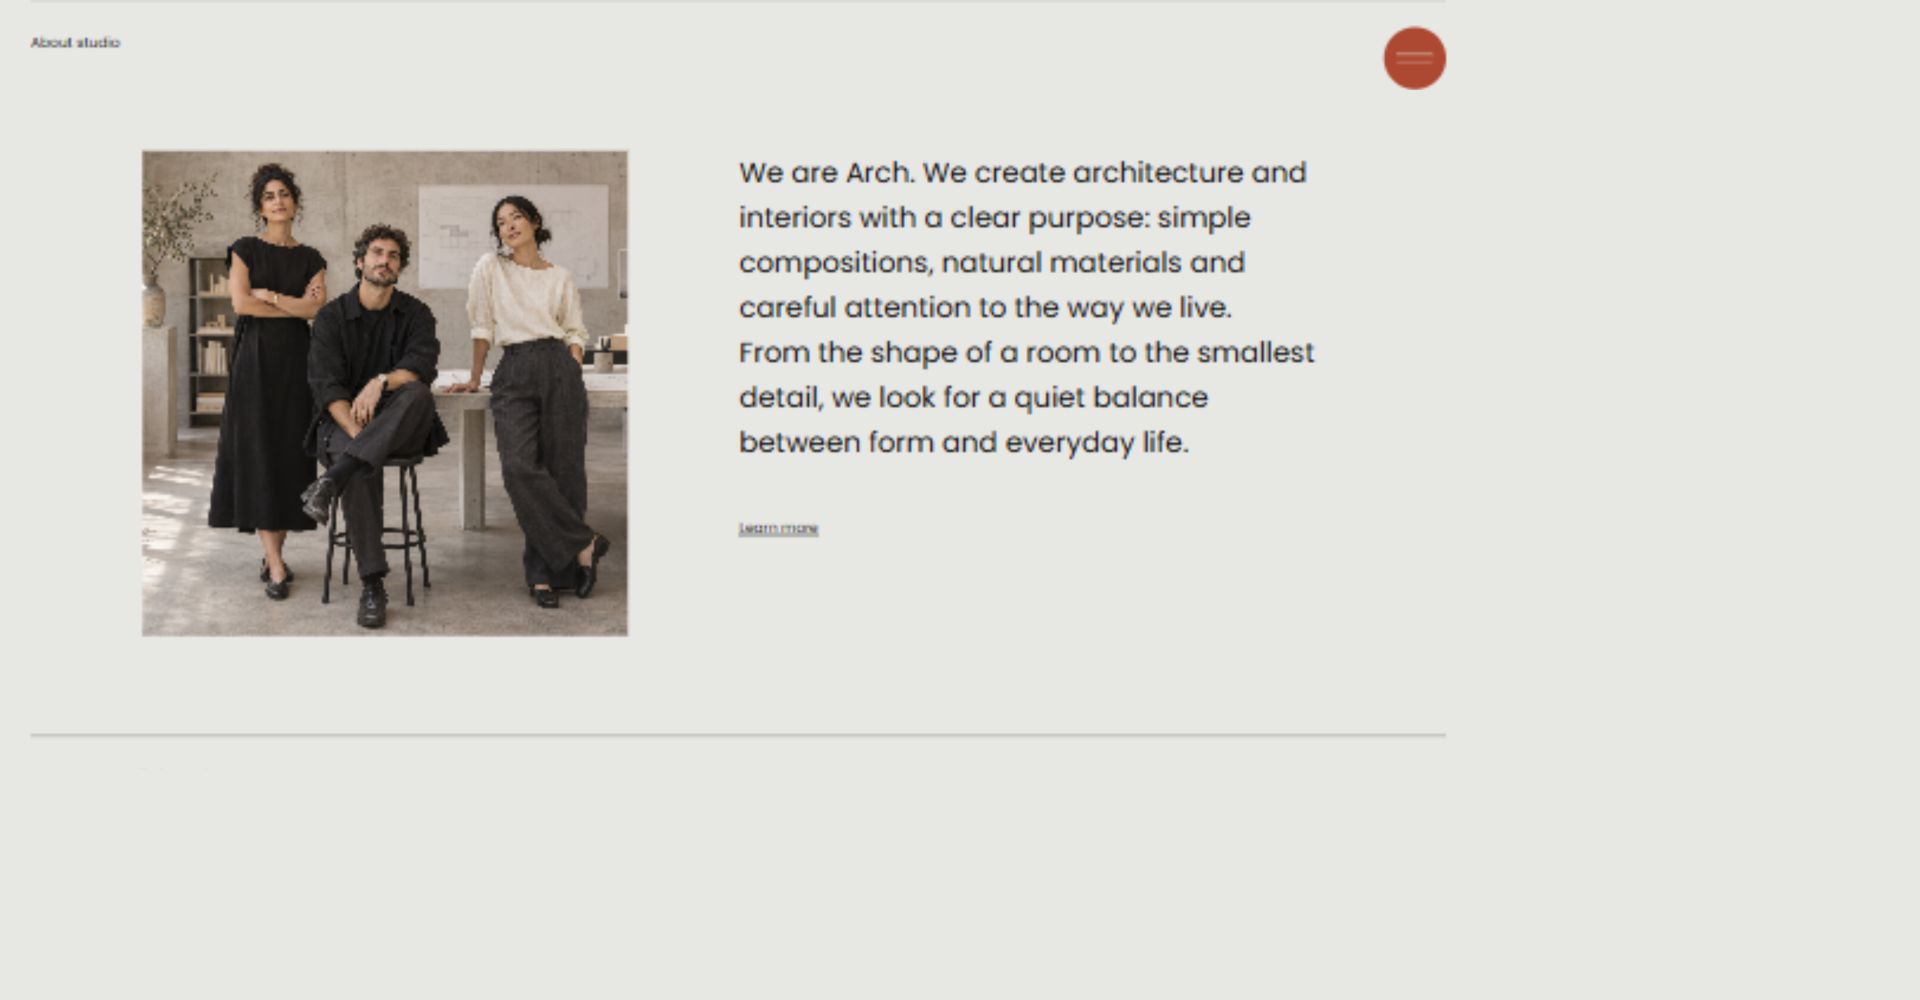 About studio
We are Arch. We create architecture and
interiors with a clear purpose: simple
compositions, natural materials and
careful attention to the way we live.
From the shape of a room to the smallest
detail, we look for a quiet balance
between form and everyday life.
Learn more